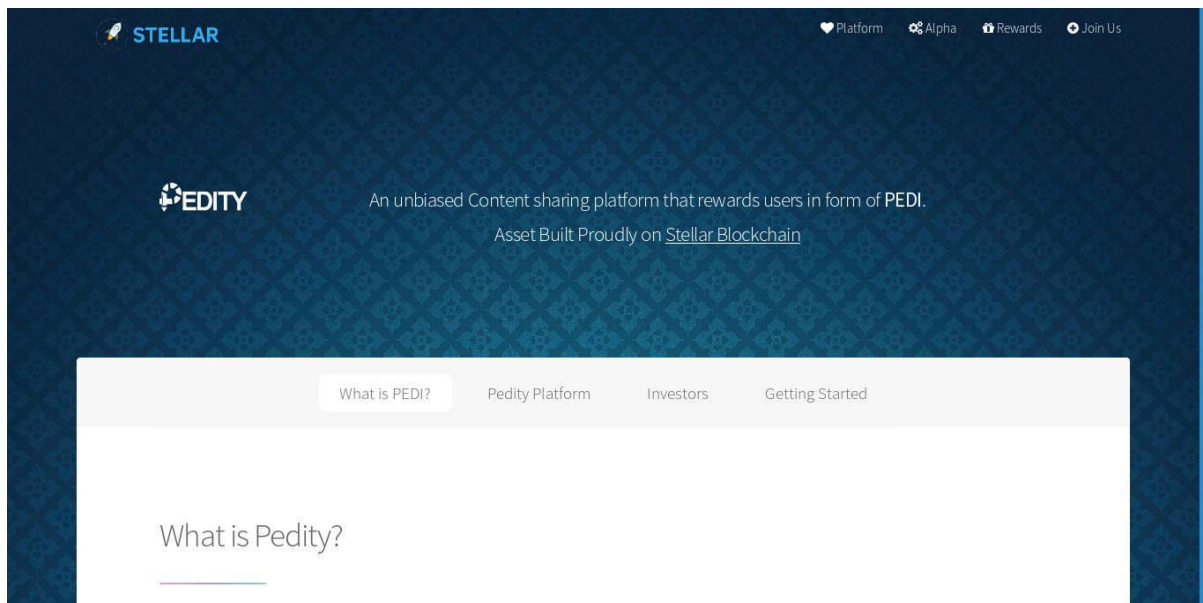 STELLAR
Platform Alpha Rewards Join Us
PEDITY
An unbiased Content sharing platform that rewards users in form of PEDI.
Asset Built Proudly on Stellar Blockchain
What is PEDI? Pedity Platform Investors Getting Started
What is Pedity?